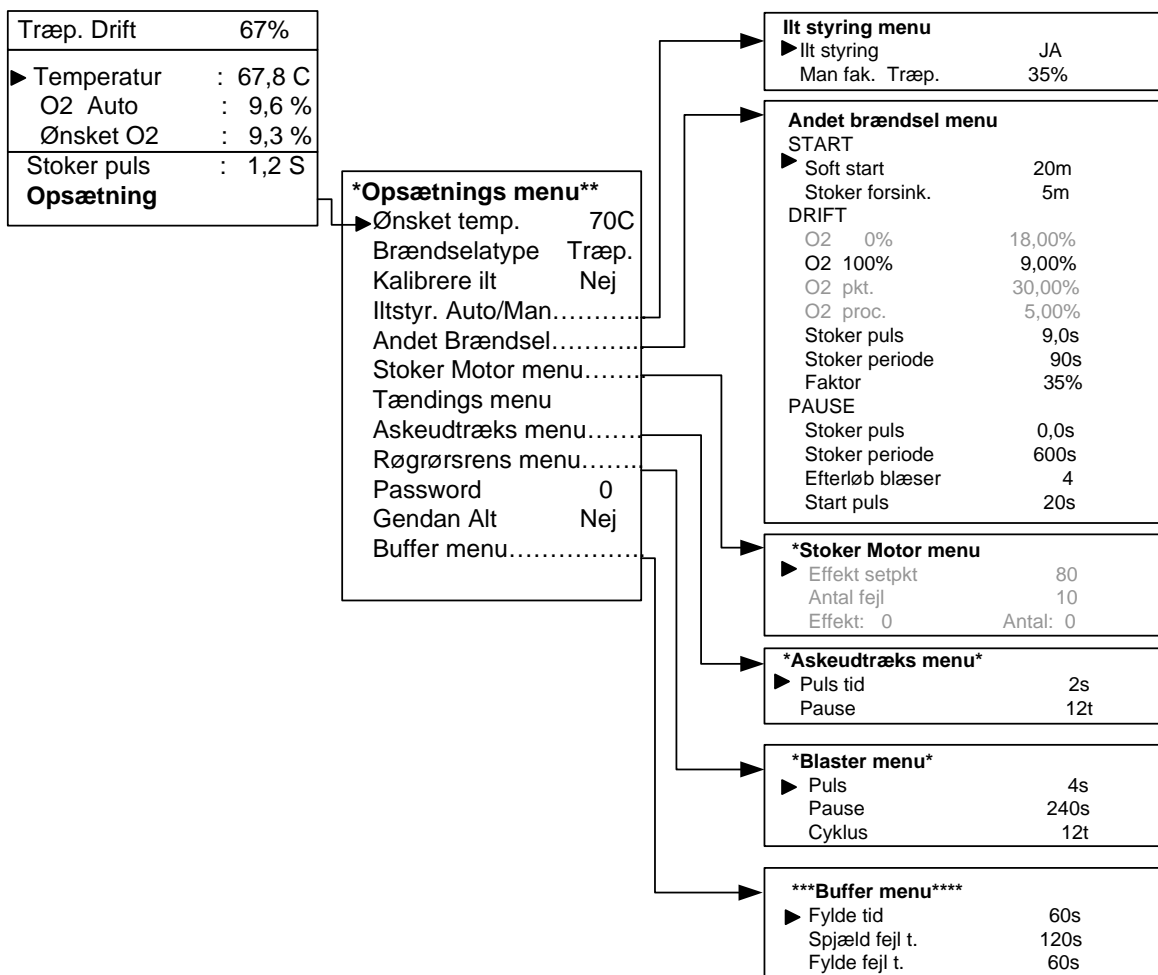 Træp. Drift 67%
Temperatur : 67,8 C
O2 Auto : 9,6 %
Ønsket O2 : 9,3 %
Stoker puls : 1,2 S
Opsætning
*Opsætnings menu**
Ønsket temp. 70C
Brændselatype Træp.
Kalibrere ilt Nej
Iltstyr. Auto/Man...........
Andet Brændsel...........
Stoker Motor menu........
Tændings menu
Askeudtræks menu.......
Røgrørsrens menu........
Password 0
Gendan Alt Nej
Buffer menu.................
Ilt styring menu
Ilt styring JA
Man fak. Træp. 35%
Andet brændsel menu
START
Soft start 20m
Stoker forsink. 5m
DRIFT
O2 0% 18,00%
O2 100% 9,00%
O2 pkt. 30,00%
O2 proc. 5,00%
Stoker puls 9,0s
Stoker periode 90s
Faktor 35%
PAUSE
Stoker puls 0,0s
Stoker periode 600s
Efterløb blæser 4
Start puls 20s
*Stoker Motor menu
Effekt setpkt 80
Antal fejl 10
Effekt: 0 Antal: 0
*Askeudtræks menu*
Puls tid 2s
Pause 12t
*Blaster menu*
Puls 4s
Pause 240s
Cyklus 12t
***Buffer menu****
Fylde tid 60s
Spjæld fejl t. 120s
Fylde fejl t. 60s